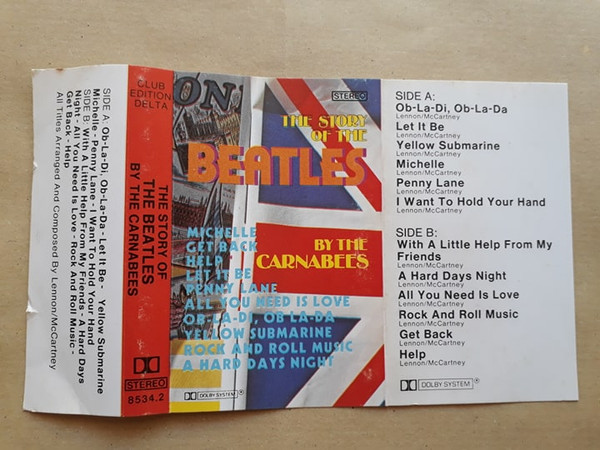 SIDE A: Ob-La-Di, Ob-La-Da - Let It Be - Yellow Submarine
Michelle - Penny Lane - I Want To Hold Your Hand
SIDE B: With A Little Help From My Friends - A Hard Days
Night - All You Need Is Love - Rock And Roll Music -
Get Back - Help
All Titles Arranged And Composed By Lennon/McCartney
CLUB
EDITION
DELTA
THE STORY OF
THE BEATLES
BY THE CARNABEES
STEREO
8534.2
ON
STEREO
THE STORY
OF THE
BEATLES
BY THE
CARNABEES
MICHELLE
GET BACK
HELP
LET IT BE
PENNY LANE
ALL YOU NEED IS LOVE
OB-LA-DI, OB-LA-DA
YELLOW SUBMARINE
ROCK AND ROLL MUSIC
A HARD DAYS NIGHT
DOLBY SYSTEM ®
SIDE A:
Ob-La-Di, Ob-La-Da
Lennon/McCartney
Let It Be
Lennon/McCartney
Yellow Submarine
Lennon/McCartney
Michelle
Lennon/McCartney
Penny Lane
Lennon/McCartney
I Want To Hold Your Hand
Lennon/McCartney
SIDE B:
With A Little Help From My
Friends
Lennon/McCartney
A Hard Days Night
Lennon/McCartney
All You Need Is Love
Lennon/McCartney
Rock And Roll Music
Lennon/McCartney
Get Back
Lennon/McCartney
Help
Lennon/McCartney
DOLBY SYSTEM ®